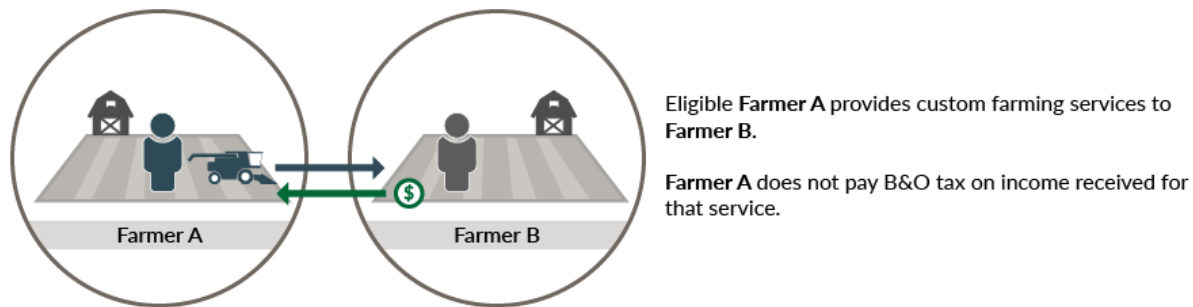 Farmer A
Farmer B
$
Eligible Farmer A provides custom farming services to
Farmer B.
Farmer A does not pay B&O tax on income received for
that service.